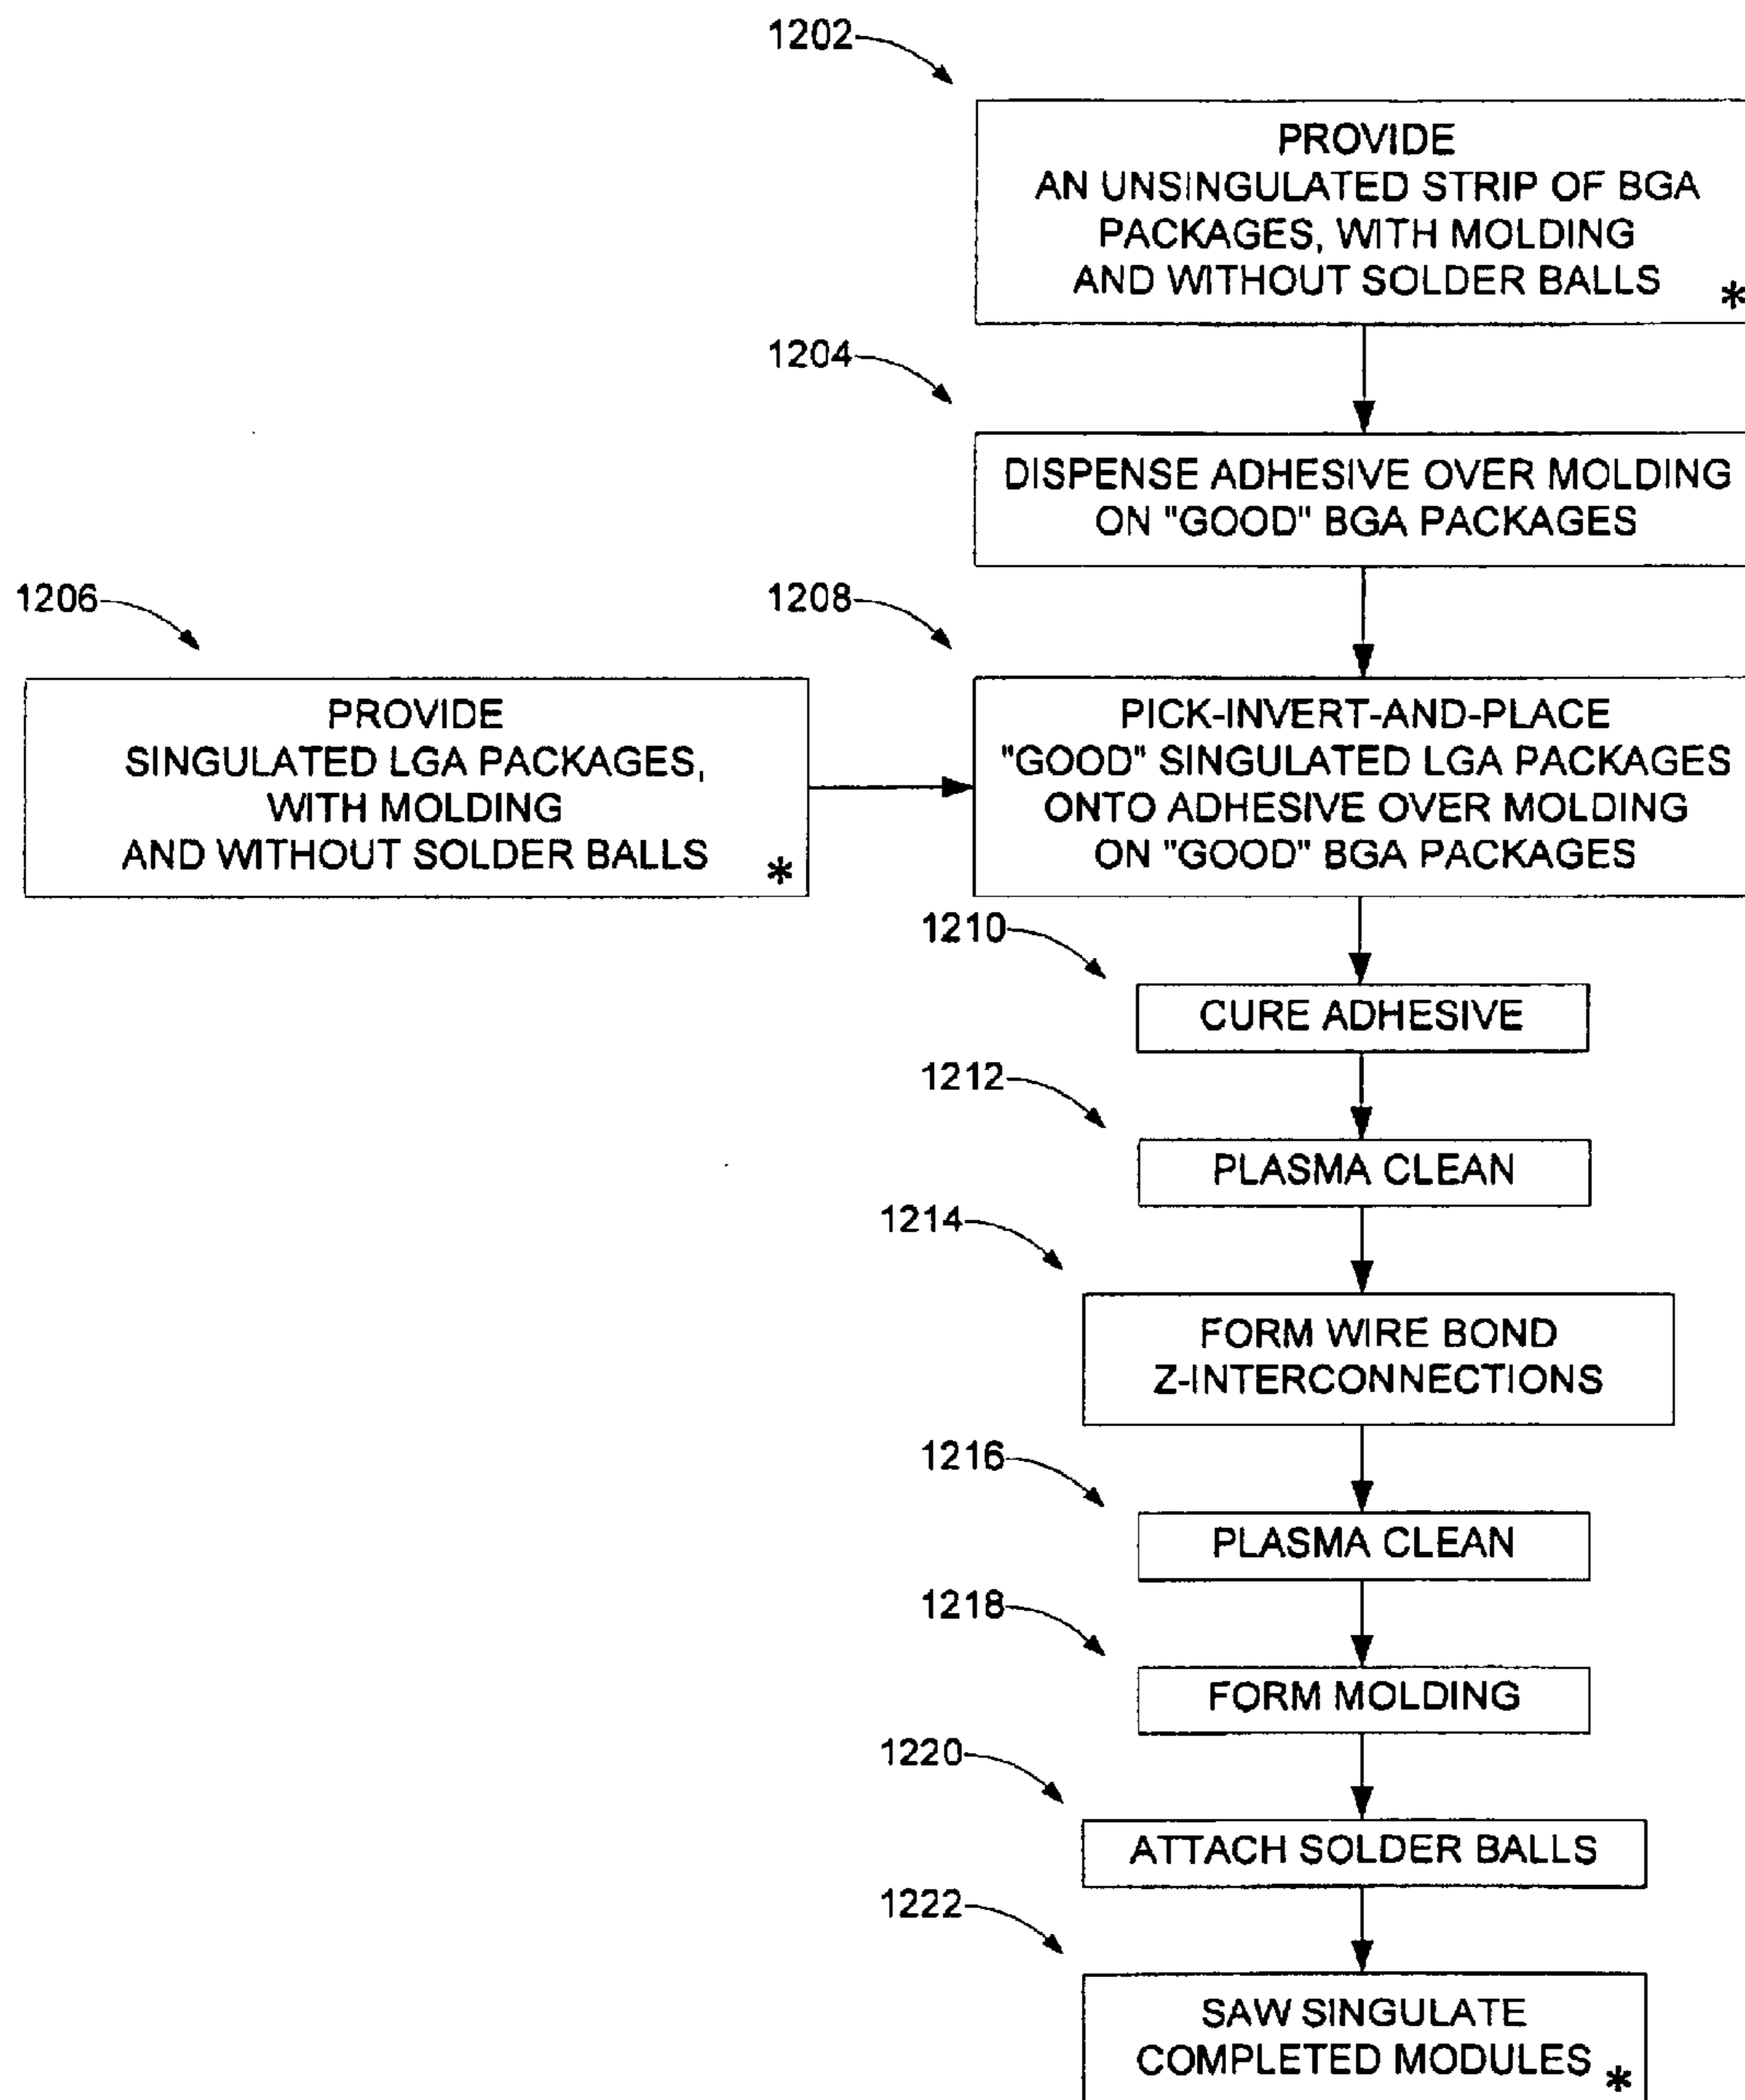 1202
PROVIDE
AN UNSINGULATED STRIP OF BGA
PACKAGES, WITH MOLDING
AND WITHOUT SOLDER BALLS *
1204
DISPENSE ADHESIVE OVER MOLDING
ON "GOOD" BGA PACKAGES
1206
PROVIDE
SINGULATED LGA PACKAGES,
WITH MOLDING
AND WITHOUT SOLDER BALLS *
1208
PICK-INVERT-AND-PLACE
"GOOD" SINGULATED LGA PACKAGES
ONTO ADHESIVE OVER MOLDING
ON "GOOD" BGA PACKAGES
1210
CURE ADHESIVE
1212
PLASMA CLEAN
1214
FORM WIRE BOND
Z-INTERCONNECTIONS
1216
PLASMA CLEAN
1218
FORM MOLDING
1220
ATTACH SOLDER BALLS
1222
SAW SINGULATE
COMPLETED MODULES *